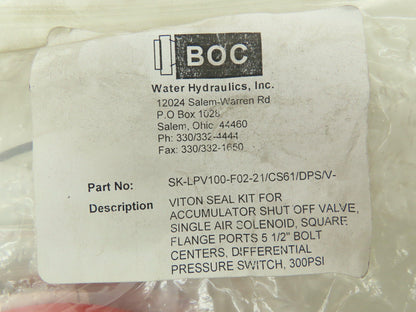 BOC
Water Hydraulics, Inc.
12024 Salem-Warren Rd
P.O Box 1028
Salem, Ohio 44460
Ph: 330/332-4444
Fax: 330/332-1650
Part No: SK-LPV100-F02-21/CS61/DPS/V-
Description VITON SEAL KIT FOR
ACCUMULATOR SHUT OFF VALVE,
SINGLE AIR SOLENOID, SQUARE
FLANGE PORTS 5 1/2" BOLT
CENTERS, DIFFERENTIAL
PRESSURE SWITCH, 300PSI